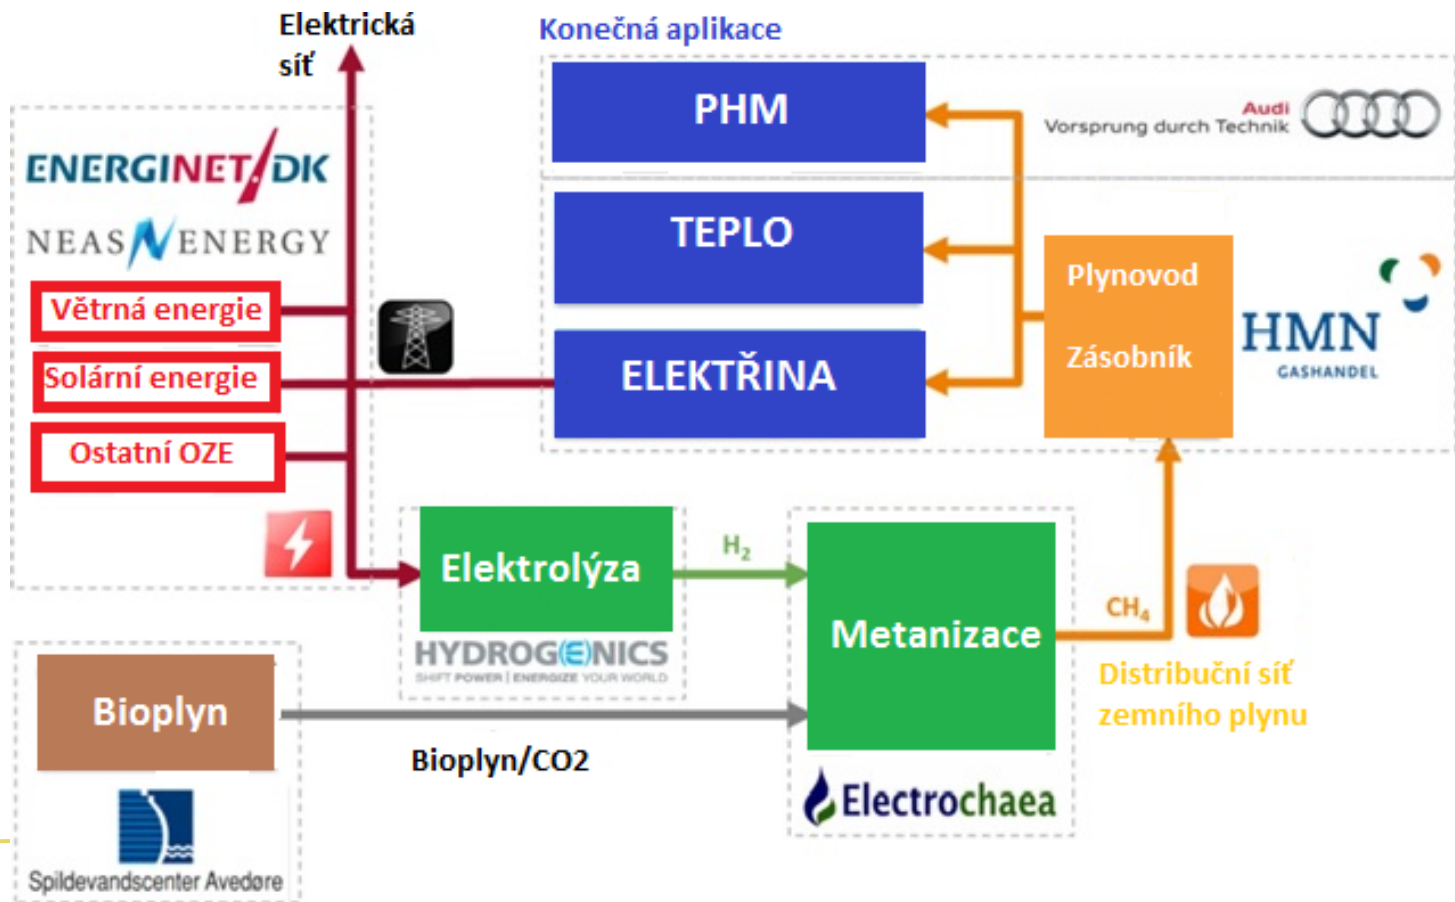 Elektrická
síť
Konečná aplikace
PHM
Audi
Vorsprung durch Technik
ENERGINET/DK
NEAS ENERGY
TEPLO
Plynovod
Zásobník
HMN
GASHANDEL
Větrná energie
Solární energie
ELEKTŘINA
Ostatní OZE
Elektrolýza
H₂
Metanizace
CH₄
HYDROGENICS
SHIFT POWER | ENERGIZE YOUR WORLD
Distribuční síť
zemního plynu
Bioplyn
Bioplyn/CO2
Electrochaea
Spildevandscenter Avedøre